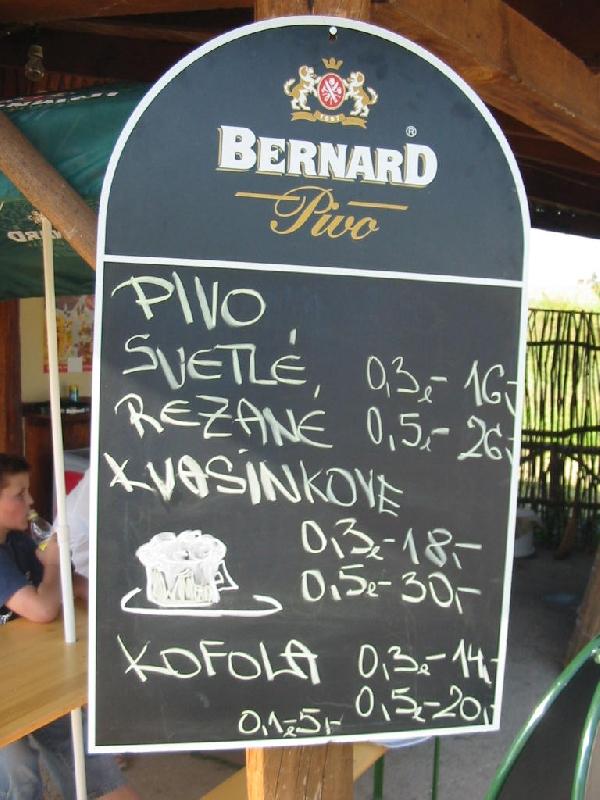 1991
BERNARD®
Pivo
PIVO
SVETLÉ,
0,3ℓ- 16,-
REZANÉ
0,5ℓ- 26,-
KVASINKOVE
0,3ℓ-18,-
0,5ℓ-30,-
KOFOLA 0,3ℓ-14,-
0,5ℓ-20,-
0,1ℓ-5,-